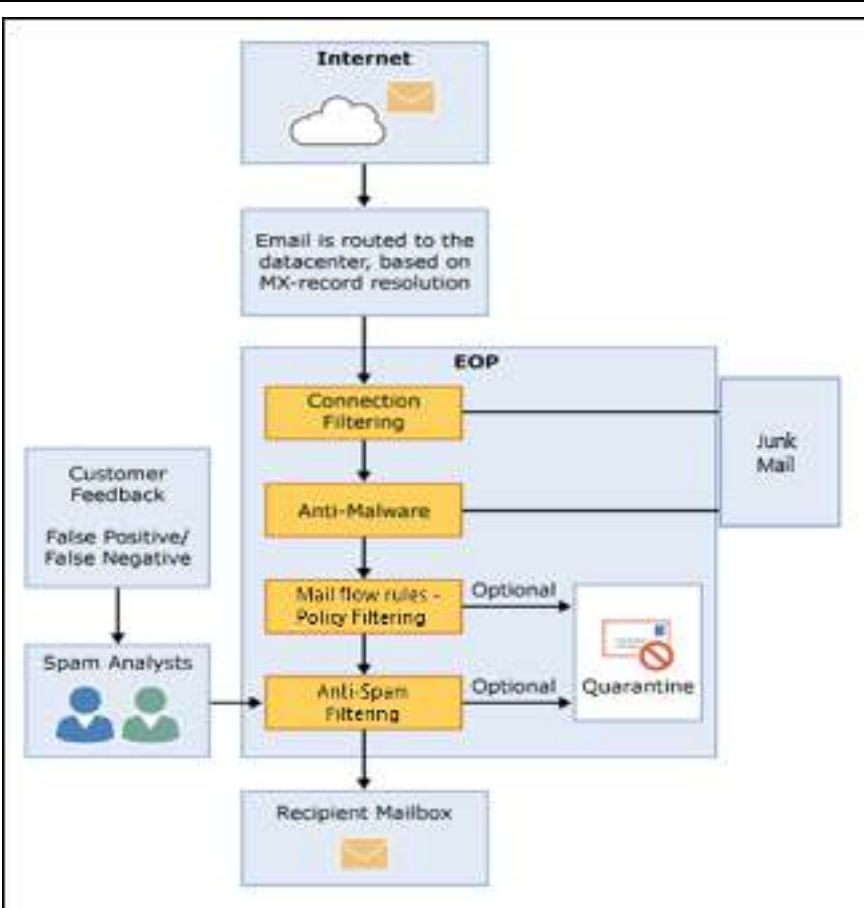 Internet
Email is routed to the
datacenter, based on
MX-record resolution
EOP
Connection
Filtering
Junk
Mail
Customer
Feedback
False Positive/
False Negative
Anti-Malware
Mail flow rules -
Policy Filtering
Optional
Spam Analysts
Anti-Spam
Filtering
Optional
Quarantine
Recipient Mailbox